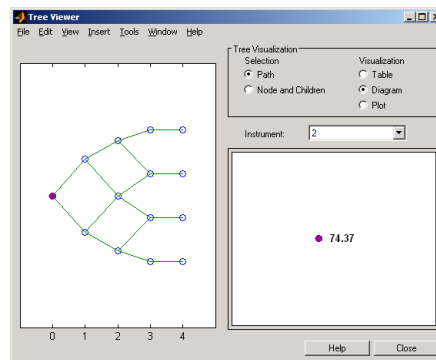 Tree Viewer
File Edit View Insert Tools Window Help
Tree Visualization
Selection Visualization
Path Table
Node and Children Diagram
Plot
Instrument: 2
74.37
0 1 2 3 4
Help Close